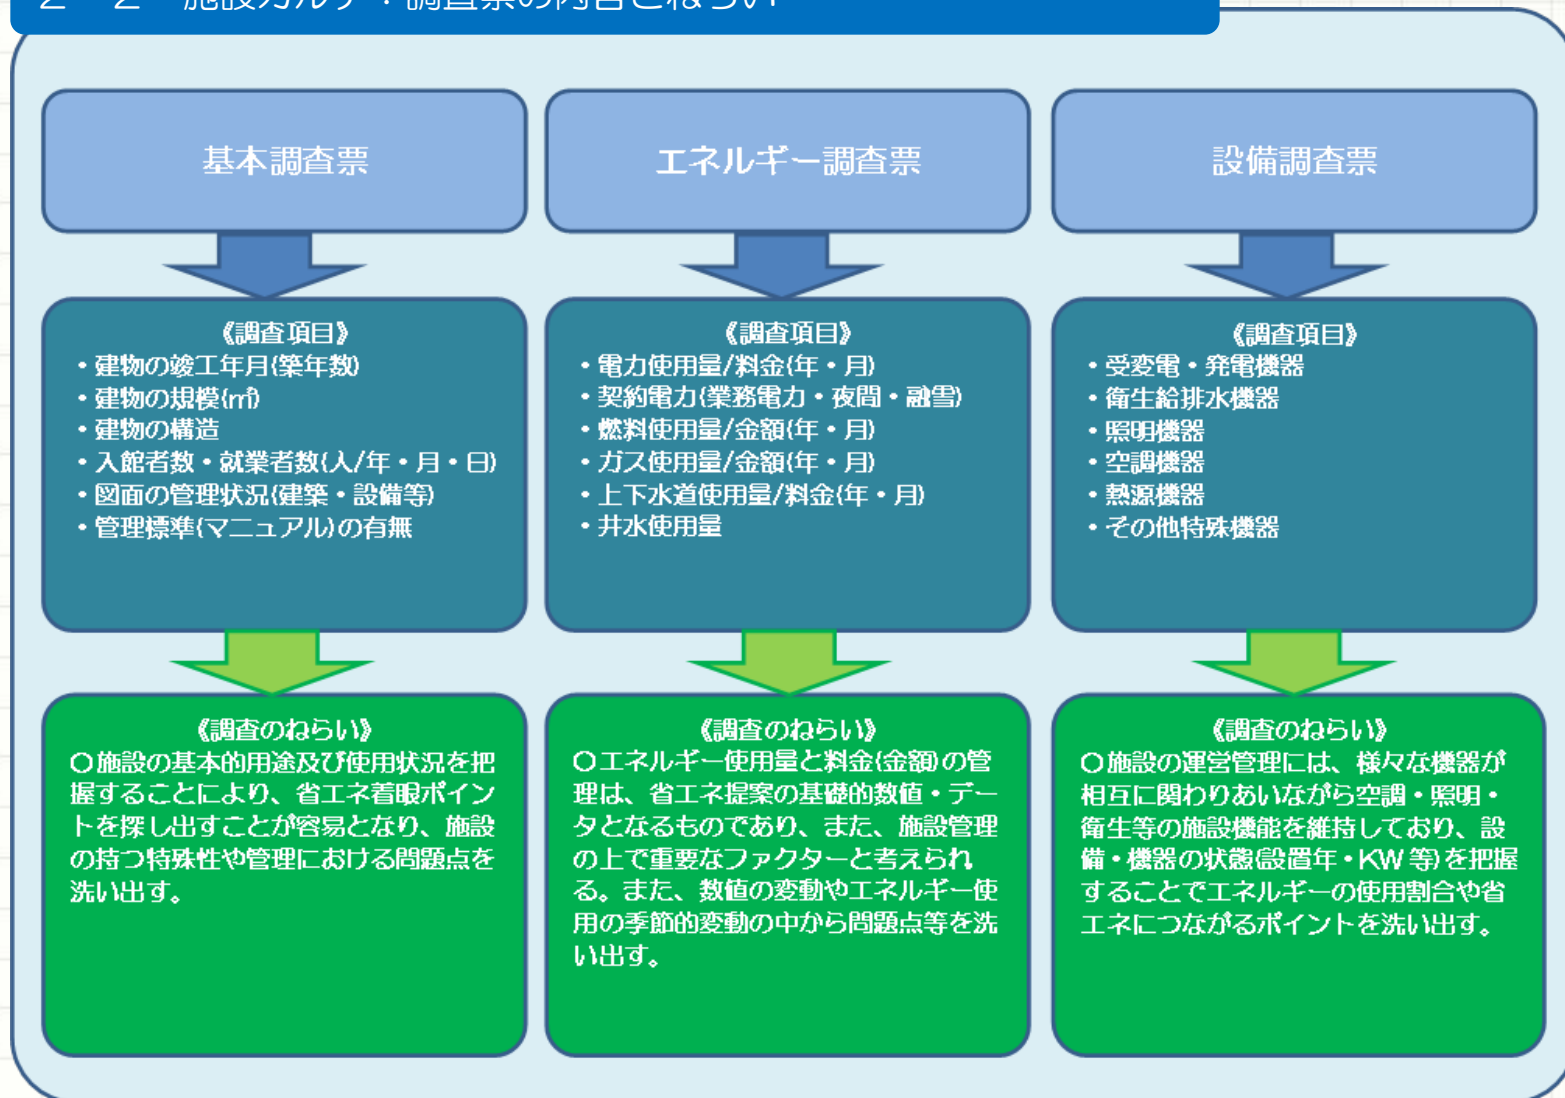 ２－２　施設カルテ・調査票の内容とねらい
基本調査票
《調査項目》
・建物の竣工年月(築年数)
・建物の規模(㎡)
・建物の構造
・入館者数・就業者数(人/年・月・日)
・図面の管理状況(建築・設備等)
・管理標準(マニュアル)の有無
《調査のねらい》
○施設の基本的用途及び使用状況を把
握することにより、省エネ着眼ポイン
トを探し出すことが容易となり、施設
の持つ特殊性や管理における問題点を
洗い出す。
エネルギー調査票
《調査項目》
・電力使用量/料金(年・月)
・契約電力(業務電力・夜間・融雪)
・燃料使用量/金額(年・月)
・ガス使用量/金額(年・月)
・上下水道使用量/料金(年・月)
・井水使用量
《調査のねらい》
○エネルギー使用量と料金(金額)の管
理は、省エネ提案の基礎的数値・デー
タとなるものであり、また、施設管理
の上で重要なファクターと考えられ
る。また、数値の変動やエネルギー使
用の季節的変動の中から問題点等を洗
い出す。
設備調査票
《調査項目》
・受変電・発電機器
・衛生給排水機器
・照明機器
・空調機器
・熱源機器
・その他特殊機器
《調査のねらい》
○施設の運営管理には、様々な機器が
相互に関わりあいながら空調・照明・
衛生等の施設機能を維持しており、設
備・機器の状態(設置年・KW 等)を把握
することでエネルギーの使用割合や省
エネにつながるポイントを洗い出す。